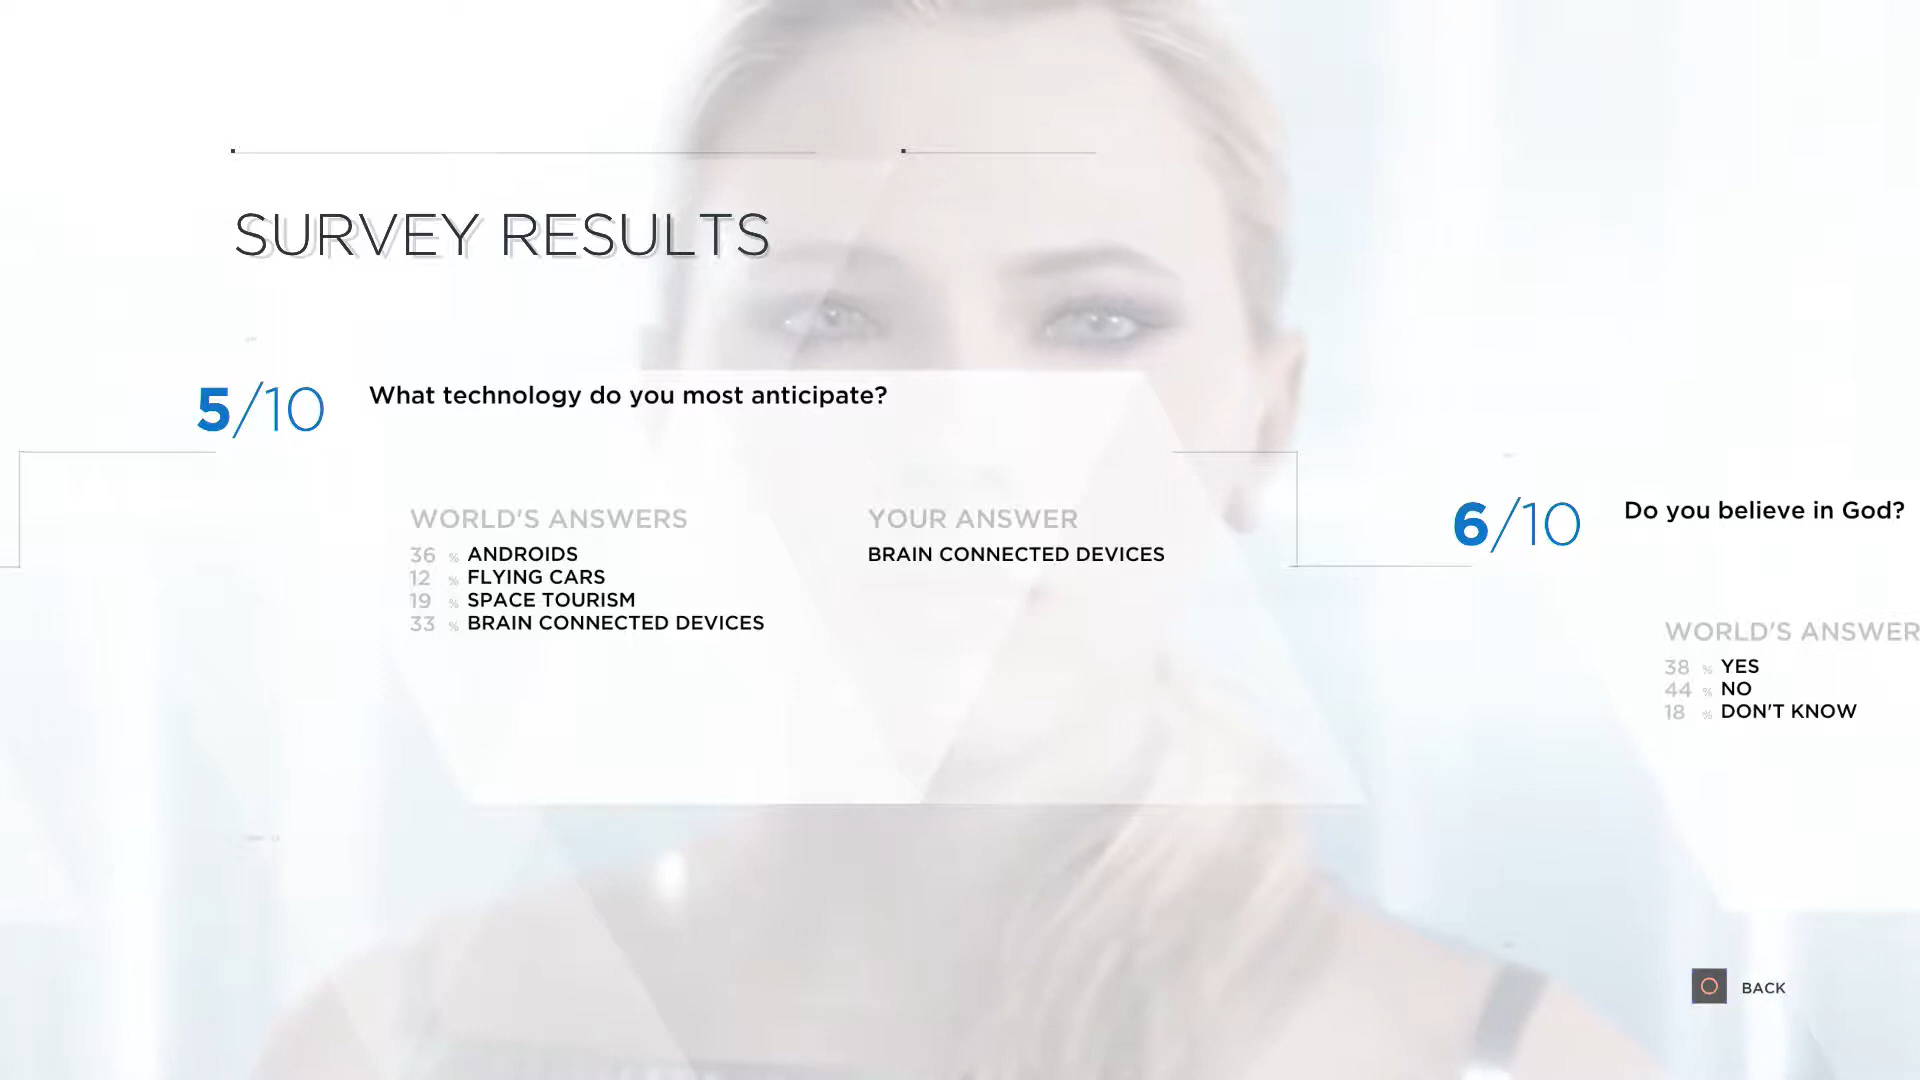 SURVEY RESULTS
5/10
What technology do you most anticipate?
WORLD'S ANSWERS
36 % ANDROIDS
12 % FLYING CARS
19 % SPACE TOURISM
33 % BRAIN CONNECTED DEVICES
YOUR ANSWER
BRAIN CONNECTED DEVICES
6/10
Do you believe in God?
WORLD'S ANSWER
38 % YES
44 % NO
18 % DON'T KNOW
BACK